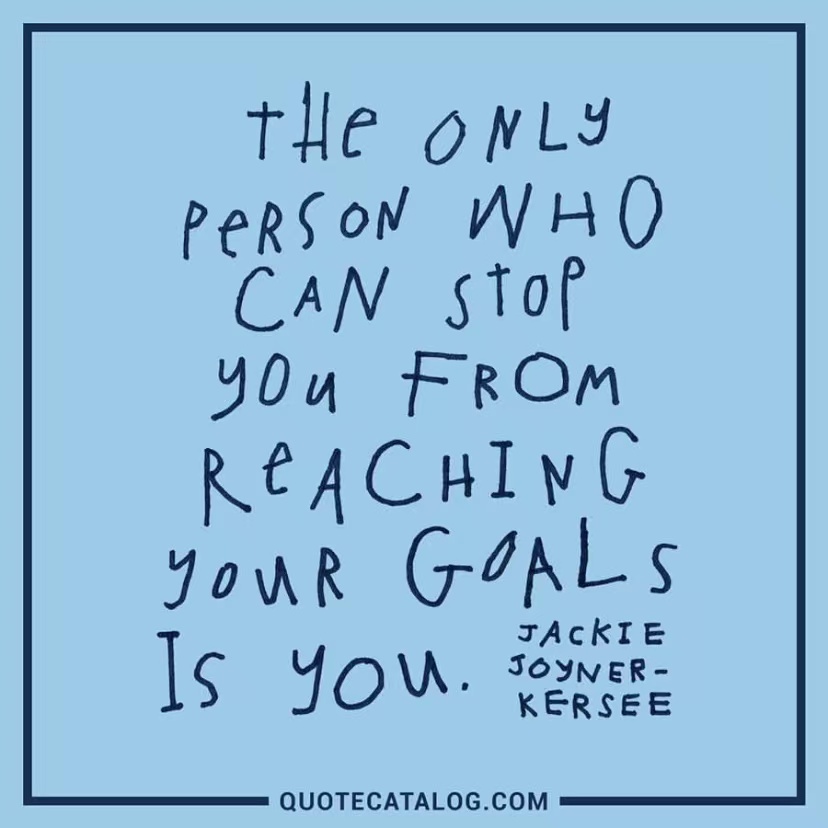 tHe ONLY
PeRSON WHO
CAN StOP
YOu FROM
ReACHING
YOuR GOALS
IS YOu.
JACKIE
JOYNER-
KERSEE
QUOTECATALOG.COM